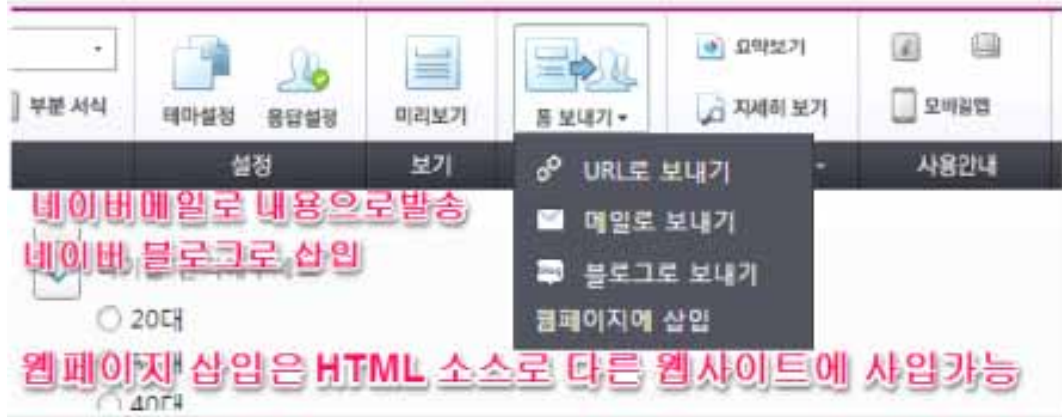 요약보기
부분 서식
테마설정
응답설정
미리보기
폼 보내기
자세히 보기
모바일앱
설정
보기
사용안내
URL로 보내기
네이버메일로 내용으로발송
메일로 보내기
네이버 블로그로 삽입
블로그로 보내기
20대
웹페이지에 삽입
웹페이지 삽입은 HTML 소스로 다른 웹사이트에 사입가능
40대